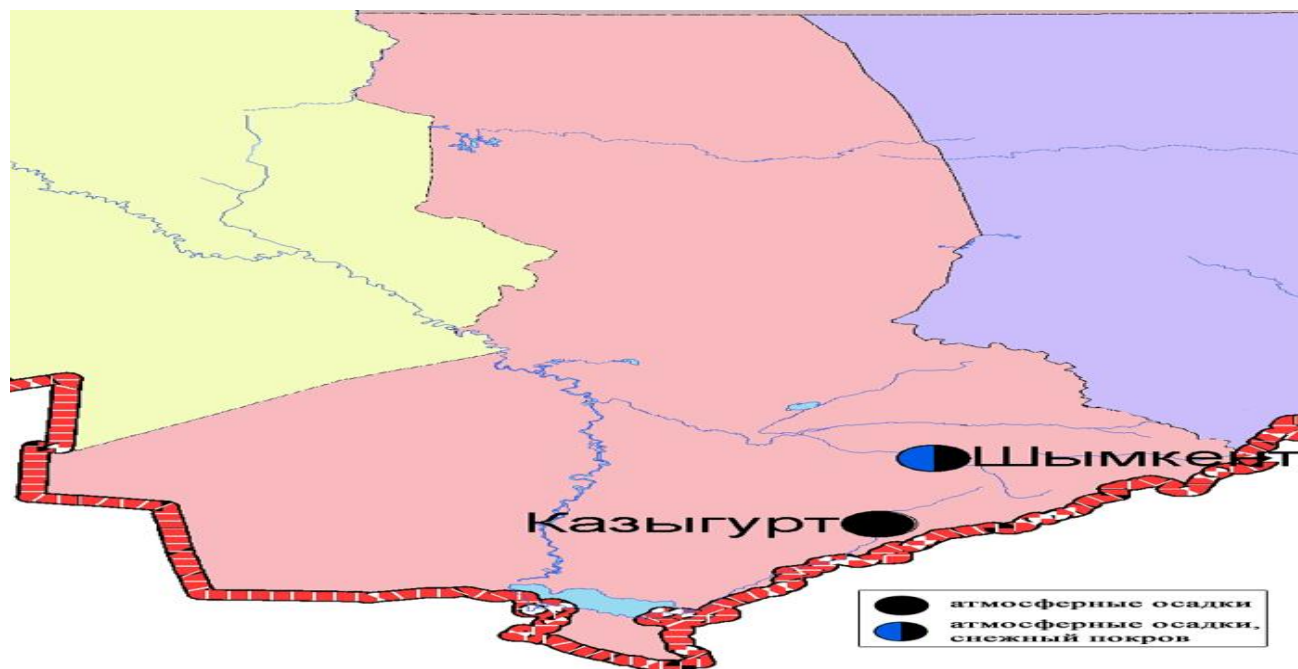 Шымкент
Казыгурт
атмосферные осадки
атмосферные осадки,
снежный покров